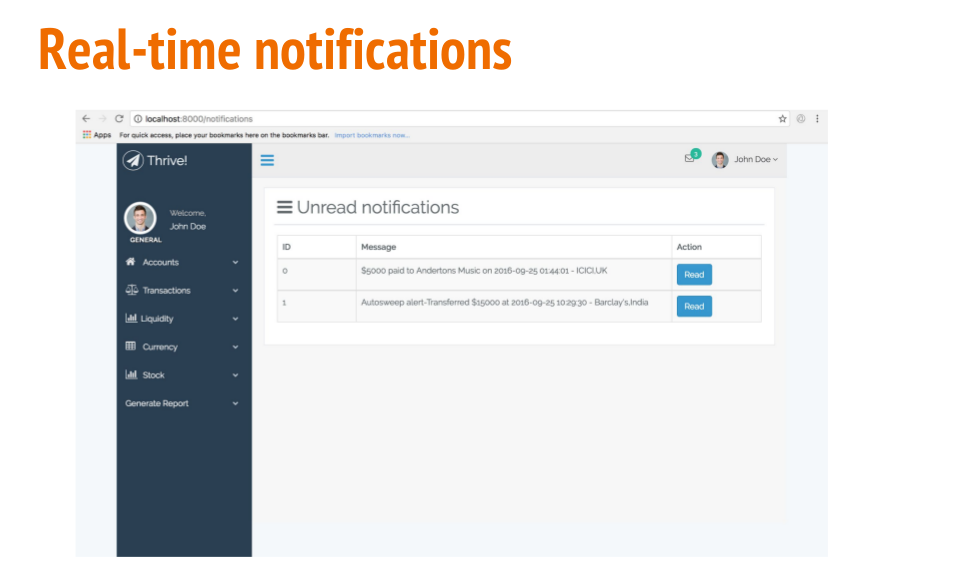 Real-time notifications
localhost:8000/notifications
Apps For quick access, place your bookmarks here on the bookmarks bar. Import bookmarks now...
Thrive!
3
John Doe
Welcome,
John Doe
GENERAL
Accounts
Transactions
Liquidity
Currency
Stock
Generate Report
Unread notifications
ID Message Action
0 $5000 paid to Andertons Music on 2016-09-25 01:44:01 - ICICI,UK Read
1 Autosweep alert-Transferred $15000 at 2016-09-25 10:29:30 - Barclay's,India Read